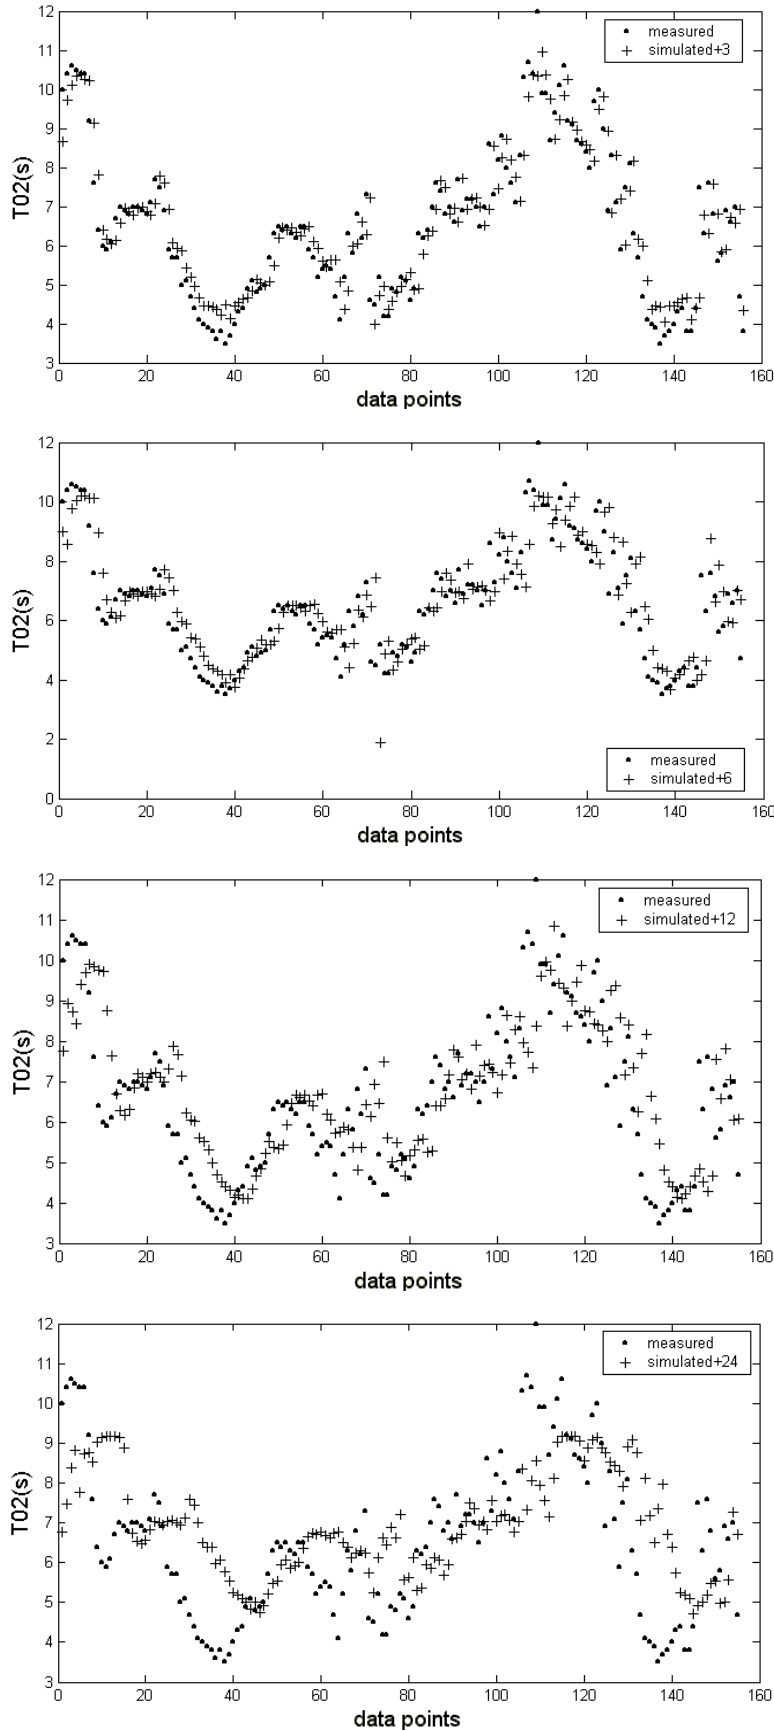 12
11
10
9
8
7
6
5
4
3
T02(s)
measured
simulated+3
0 20 40 60 80 100 120 140 160
data points
12
10
8
6
4
2
0
T02(s)
measured
simulated+6
0 20 40 60 80 100 120 140 160
data points
12
11
10
9
8
7
6
5
4
3
T02(s)
measured
simulated+12
0 20 40 60 80 100 120 140 160
data points
12
11
10
9
8
7
6
5
4
3
T02(s)
measured
simulated+24
0 20 40 60 80 100 120 140 160
data points